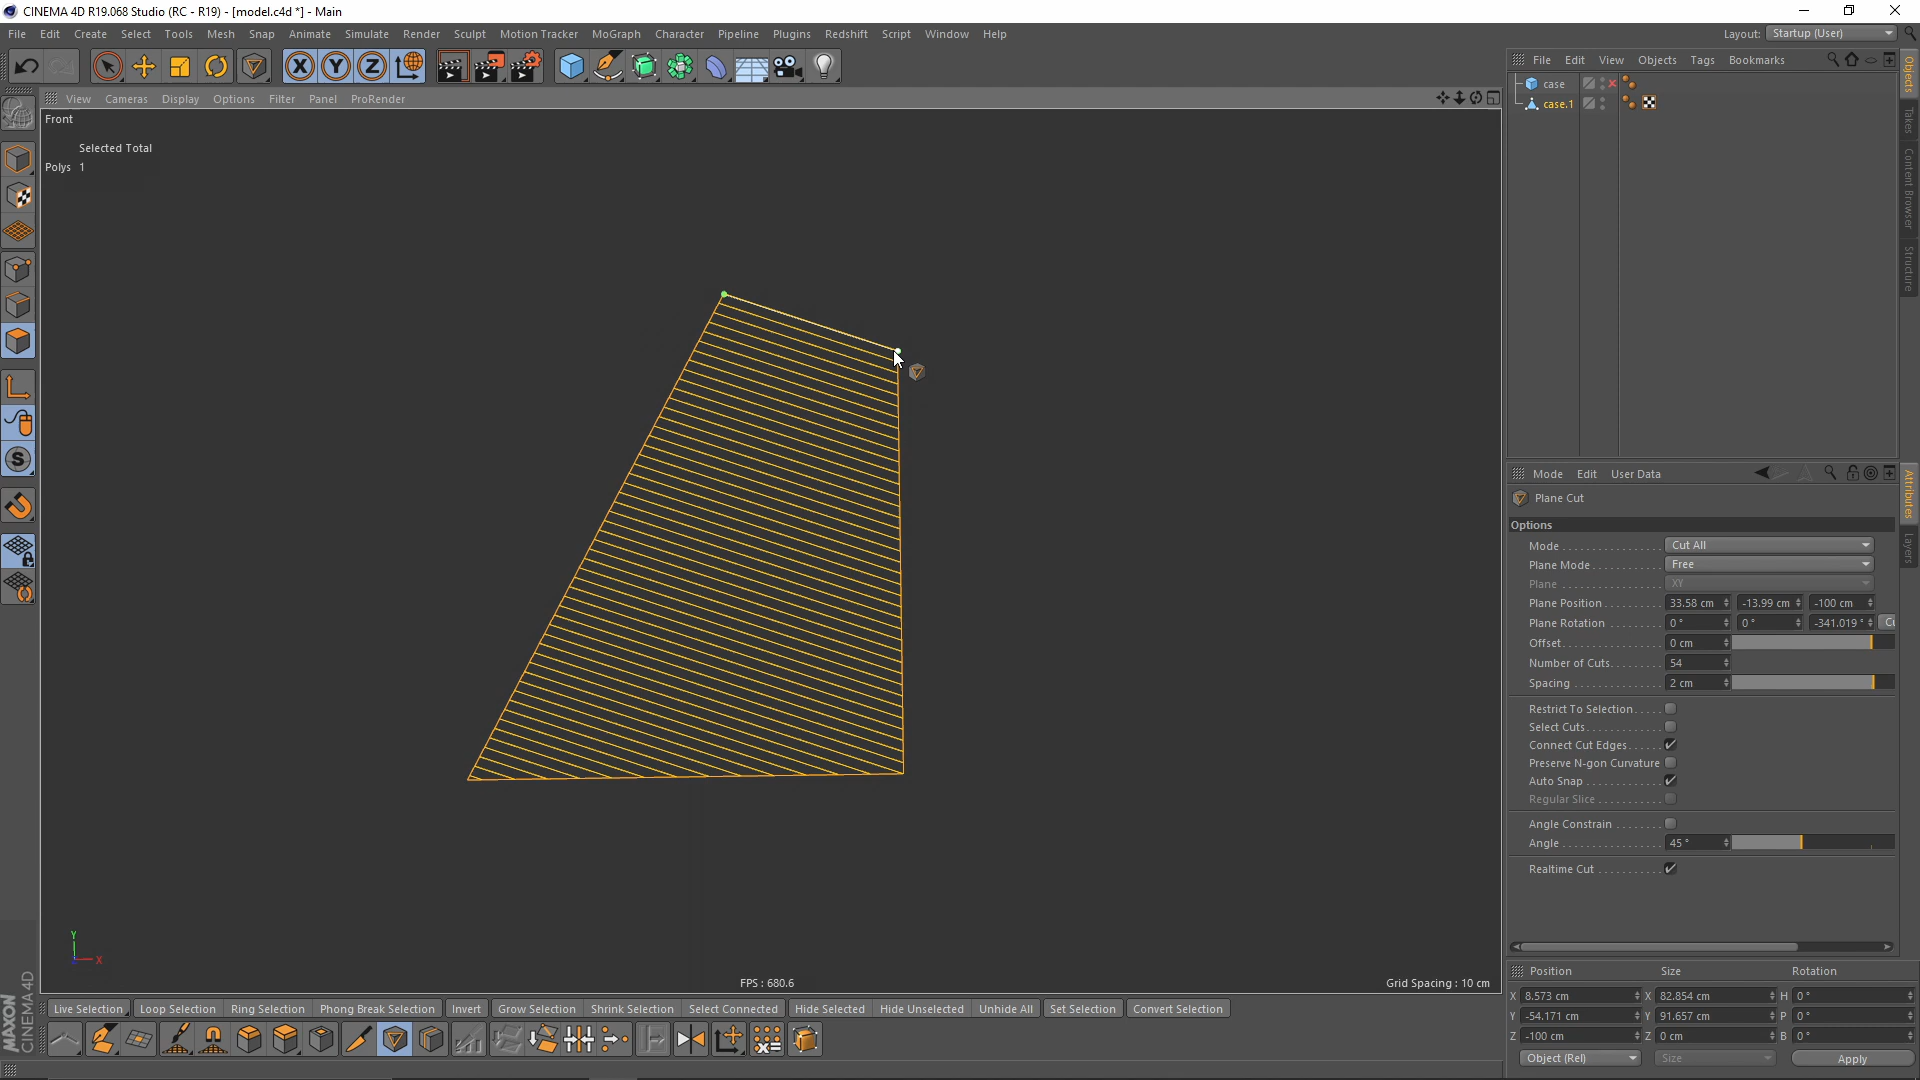 CINEMA 4D R19.068 Studio (RC - R19) - [model.c4d *] - Main
File Edit Create Select Tools Mesh Snap Animate Simulate Render Sculpt Motion Tracker MoGraph Character Pipeline Plugins Redshift Script Window Help
Layout: Startup (User)
File Edit View Objects Tags Bookmarks
View Cameras Display Options Filter Panel ProRender
case
case.1
Front
Selected Total
Polys 1
Objects
Takes
Content Browser
Structure
Mode Edit User Data
Attributes
Layers
Plane Cut
Options
Mode Cut All
Plane Mode Free
Plane XY
Plane Position 33.58 cm -13.99 cm -100 cm
Plane Rotation 0 ° 0 ° -341.019 °
Offset 0 cm
Number of Cuts 54
Spacing 2 cm
Restrict To Selection
Select Cuts
Connect Cut Edges
Preserve N-gon Curvature
Auto Snap
Regular Slice
Angle Constrain
Angle 45 °
Realtime Cut
Y
X
FPS : 680.6
Grid Spacing : 10 cm
Position Size Rotation
X 8.573 cm X 82.854 cm H 0 °
Y -54.171 cm Y 91.657 cm P 0 °
Z -100 cm Z 0 cm B 0 °
Object (Rel) Size Apply
Live Selection Loop Selection Ring Selection Phong Break Selection Invert Grow Selection Shrink Selection Select Connected Hide Selected Hide Unselected Unhide All Set Selection Convert Selection
MAXON
CINEMA 4D